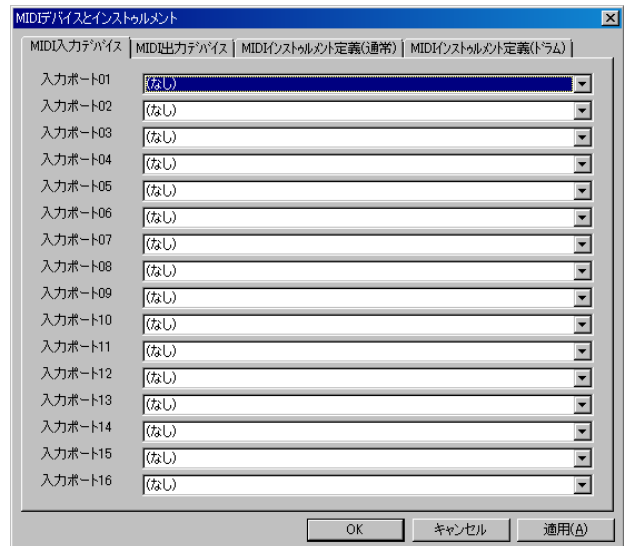 MIDIデバイスとインストゥルメント
MIDI入力デバイス MIDI出力デバイス MIDIインストゥルメント定義(通常) MIDIインストゥルメント定義(ドラム)
入力ポート01 (なし)
入力ポート02 (なし)
入力ポート03 (なし)
入力ポート04 (なし)
入力ポート05 (なし)
入力ポート06 (なし)
入力ポート07 (なし)
入力ポート08 (なし)
入力ポート09 (なし)
入力ポート10 (なし)
入力ポート11 (なし)
入力ポート12 (なし)
入力ポート13 (なし)
入力ポート14 (なし)
入力ポート15 (なし)
入力ポート16 (なし)
OK キャンセル 適用(A)